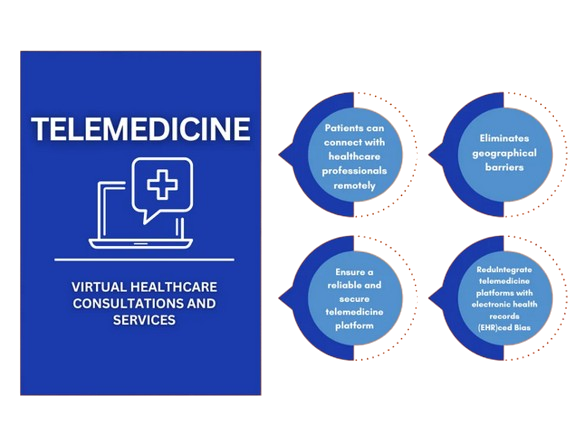 TELEMEDICINE
VIRTUAL HEALTHCARE
CONSULTATIONS AND
SERVICES
Patients can
connect with
healthcare
professionals
remotely
Eliminates
geographical
barriers
Ensure a
reliable and
secure
telemedicine
platform
ReduIntegrate
telemedicine
platforms with
electronic health
records
(EHR)ced Bias